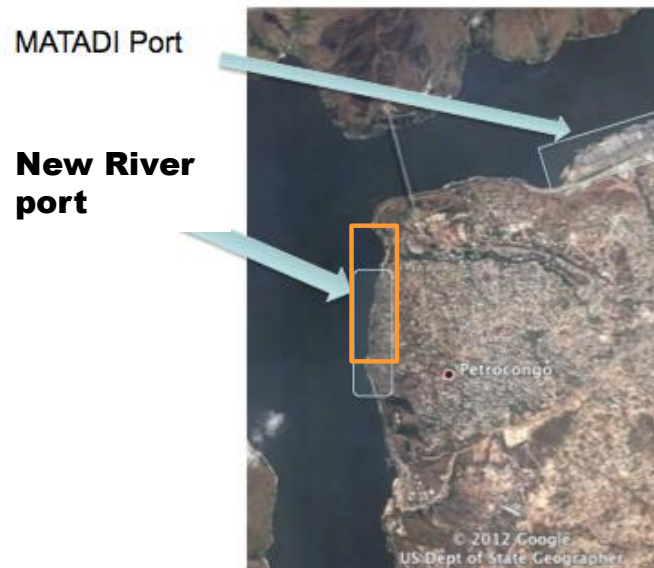 MATADI Port
New River
port
Petrocongo
© 2012 Google
US Dept of State Geographer